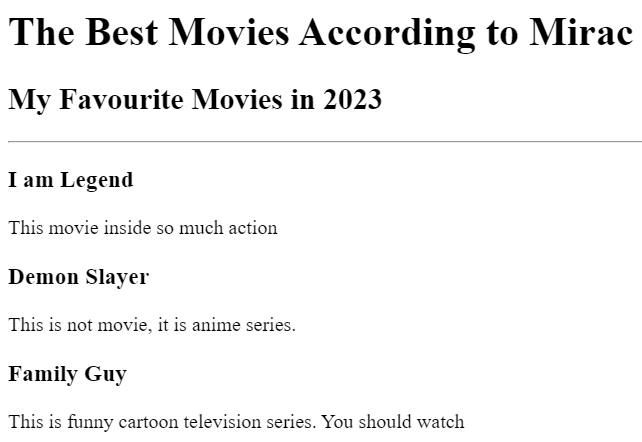 The Best Movies According to Mirac
My Favourite Movies in 2023
I am Legend
This movie inside so much action
Demon Slayer
This is not movie, it is anime series.
Family Guy
This is funny cartoon television series. You should watch